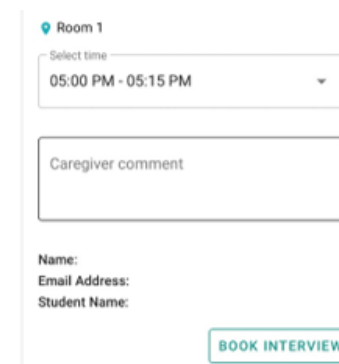 Room 1
Select time
05:00 PM - 05:15 PM
Caregiver comment
Name:
Email Address:
Student Name:
BOOK INTERVIEW